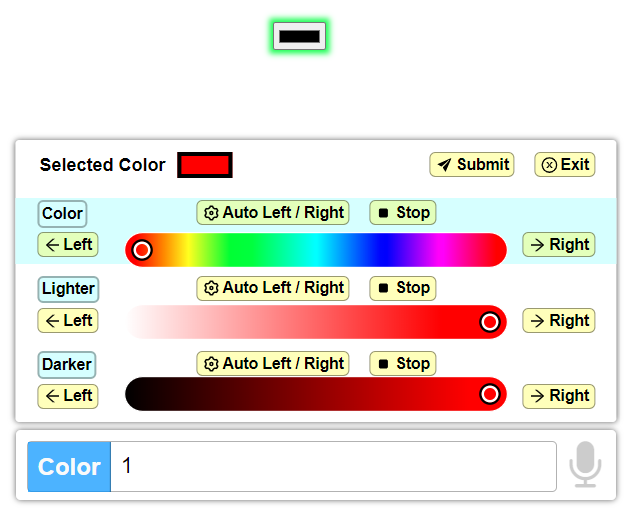 Selected Color Submit Exit
Color Auto Left / Right Stop
Left Right
Lighter Auto Left / Right Stop
Left Right
Darker Auto Left / Right Stop
Left Right
Color 1